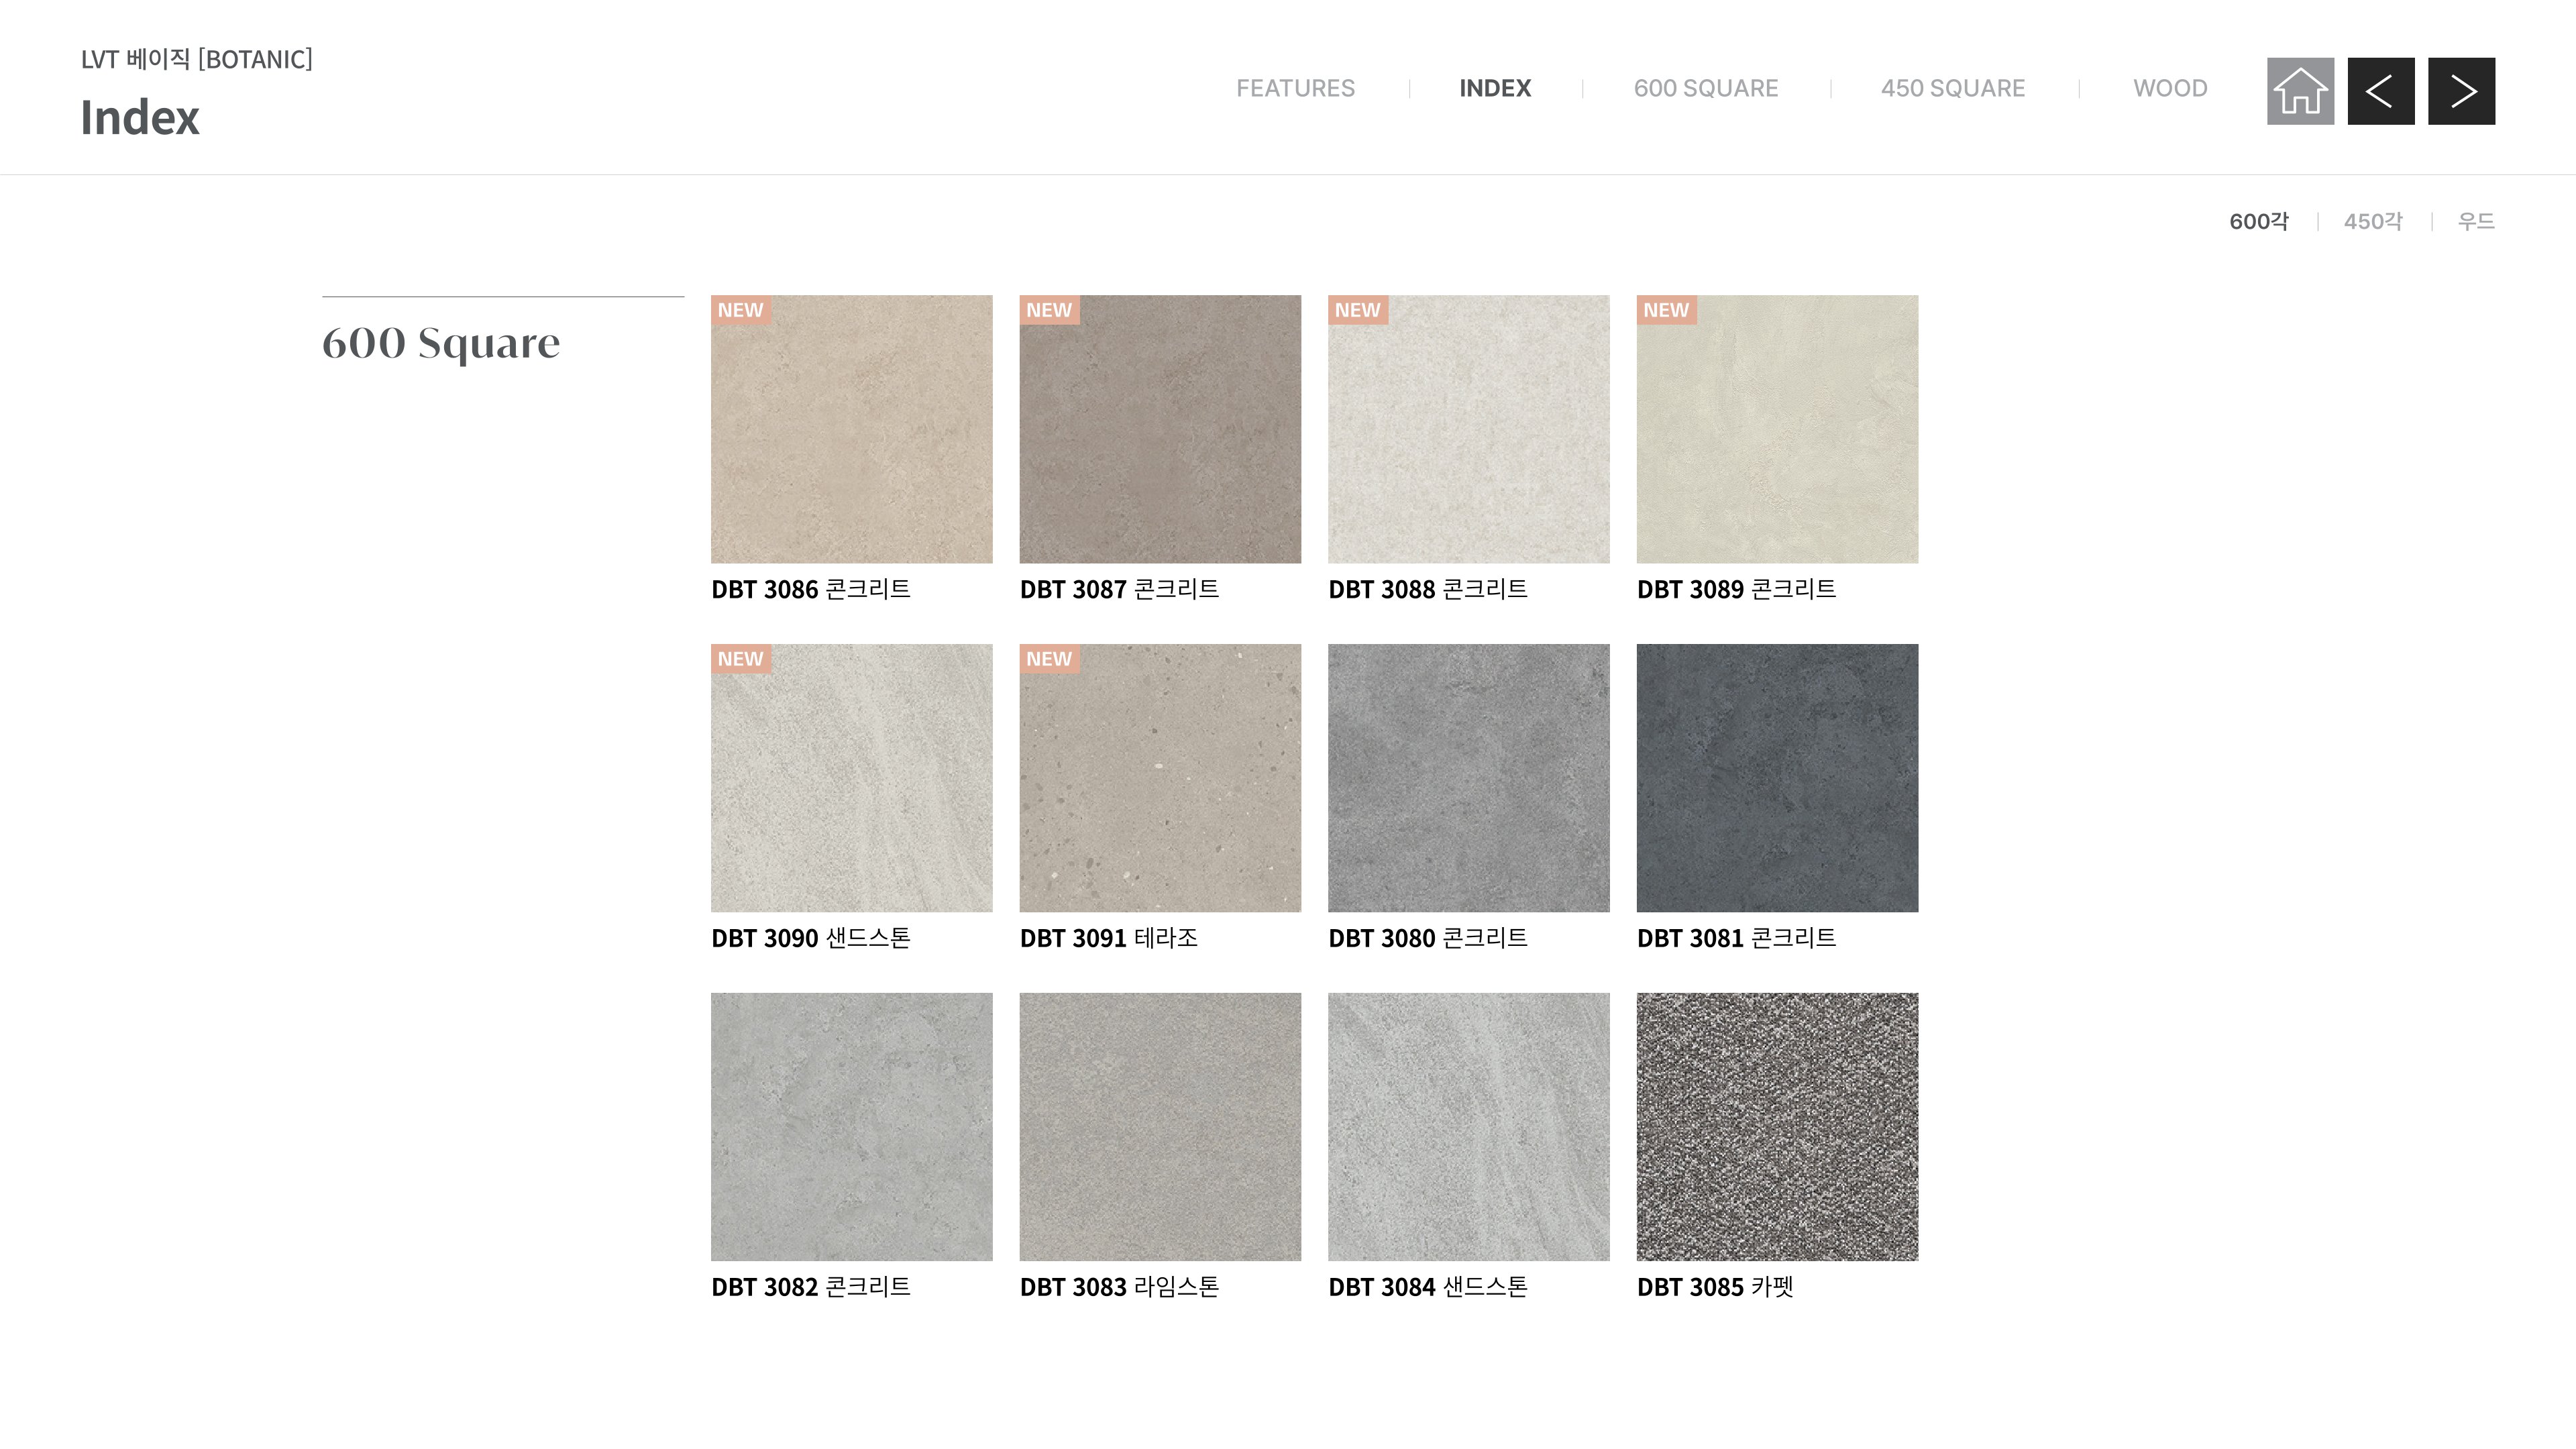 LVT 베이직 [BOTANIC]
Index
FEATURES
INDEX
600 SQUARE
450 SQUARE
WOOD
600각
450각
우드
600 Square
NEW
NEW
NEW
NEW
DBT 3086 콘크리트
DBT 3087 콘크리트
DBT 3088 콘크리트
DBT 3089 콘크리트
NEW
NEW
DBT 3090 샌드스톤
DBT 3091 테라조
DBT 3080 콘크리트
DBT 3081 콘크리트
DBT 3082 콘크리트
DBT 3083 라임스톤
DBT 3084 샌드스톤
DBT 3085 카펫